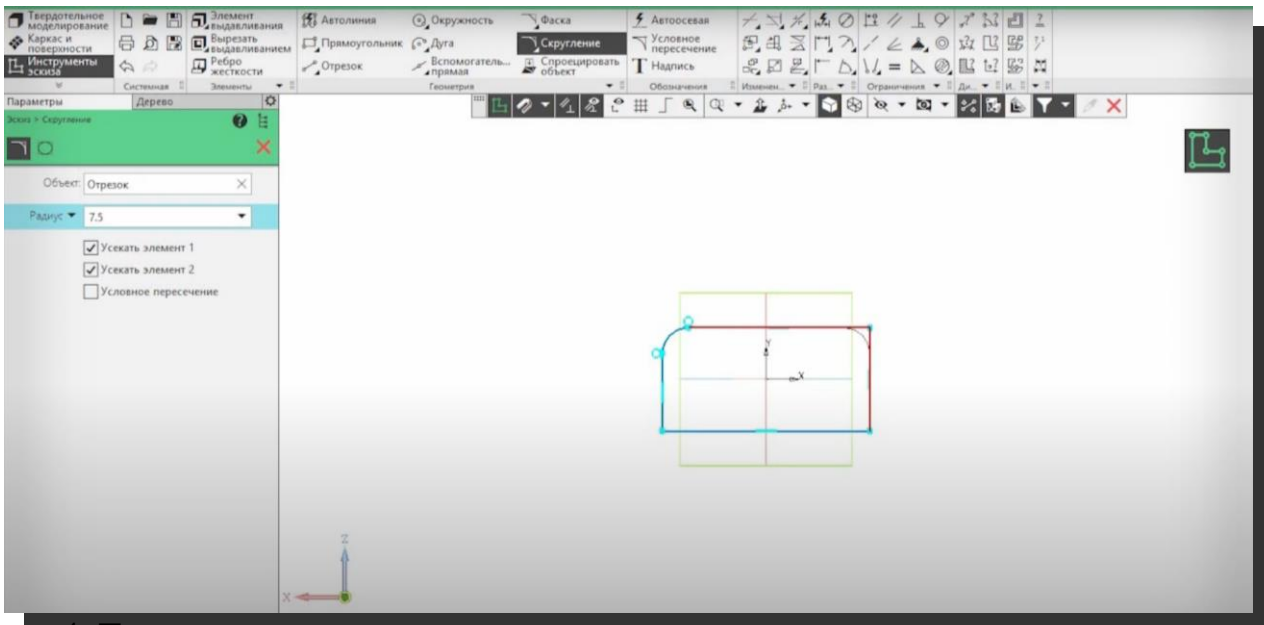 Твердотельное моделирование
Каркас и поверхности
Инструменты эскиза
Системная
Элемент выдавливания
Вырезать выдавливанием
Ребро жесткости
Элементы
Автолиния
Прямоугольник
Отрезок
Окружность
Дуга
Вспомогатель... прямая
Фаска
Скругление
Спроецировать объект
Геометрия
Автоосевая
Условное пересечение
Надпись
Обозначения
Изменен...
Раз...
Ограничения
Ди...
И...
Параметры
Дерево
Эскиз > Скругление
Объект: Отрезок
Радиус 7.5
Усекать элемент 1
Усекать элемент 2
Условное пересечение
Y
X
Z
X